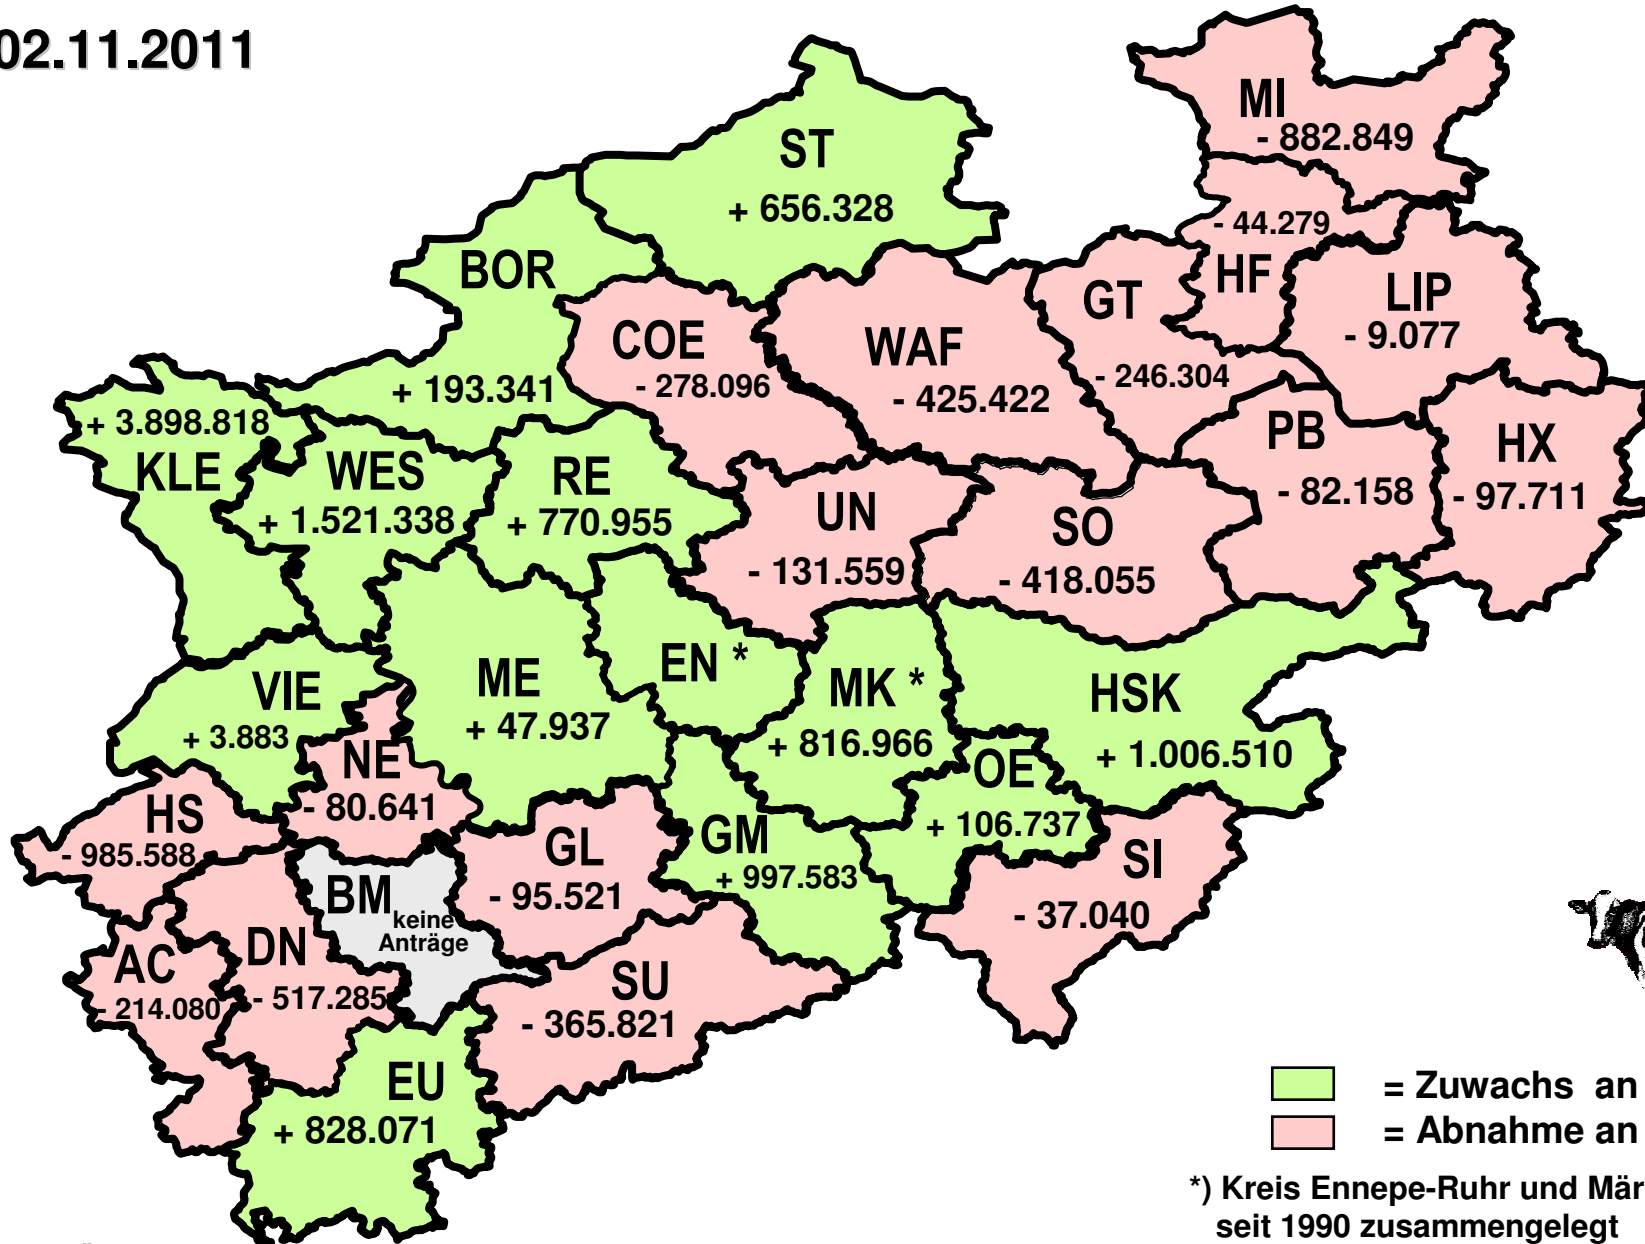 02.11.2011
MI
- 882.849
ST
+ 656.328
- 44.279
HF
BOR
+ 193.341
GT
- 246.304
LIP
- 9.077
COE
- 278.096
WAF
- 425.422
+ 3.898.818
KLE
WES
+ 1.521.338
RE
+ 770.955
PB
- 82.158
HX
- 97.711
UN
- 131.559
SO
- 418.055
EN *
ME
+ 47.937
MK *
+ 816.966
HSK
+ 1.006.510
VIE
+ 3.883
NE
- 80.641
OE
+ 106.737
HS
- 985.588
GL
- 95.521
GM
+ 997.583
SI
- 37.040
BM
keine
Anträge
AC
- 214.080
DN
- 517.285
SU
- 365.821
EU
+ 828.071
= Zuwachs an
= Abnahme an
*) Kreis Ennepe-Ruhr und Mär
seit 1990 zusammengelegt